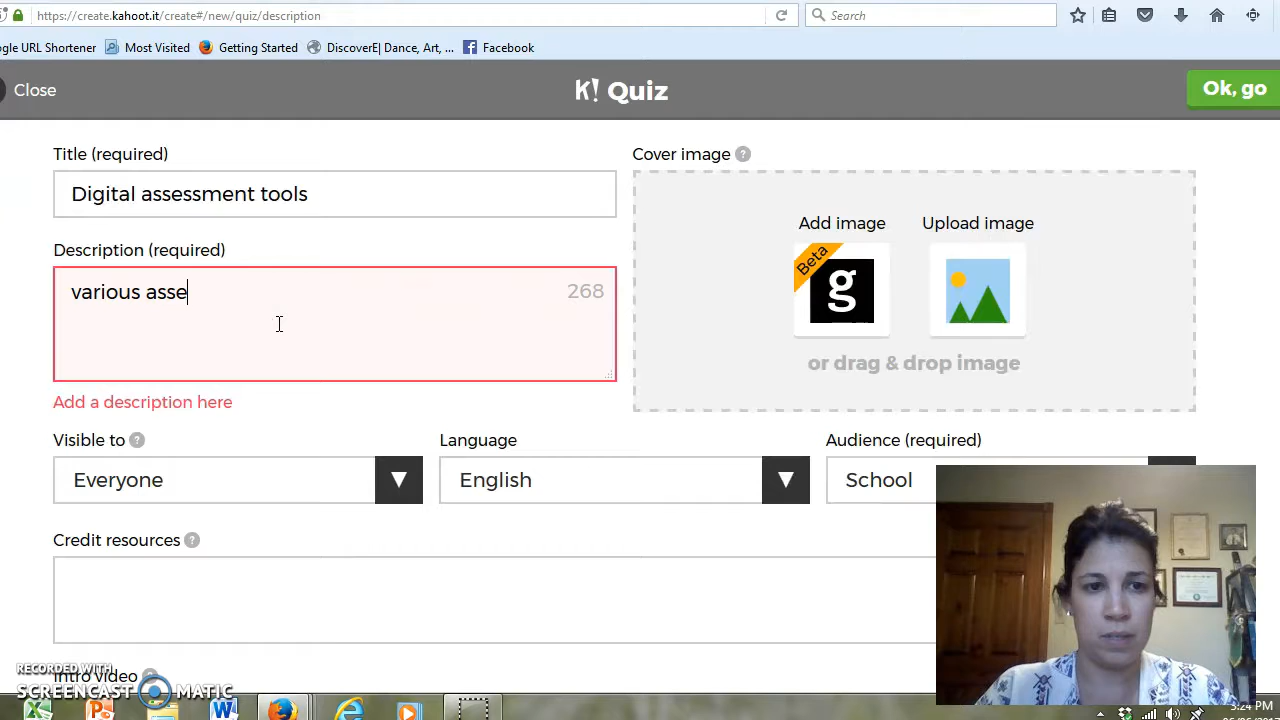 https://create.kahoot.it/create#/new/quiz/description
Search
gle URL Shortener Most Visited Getting Started DiscoverE| Dance, Art, ... Facebook
Close
K! Quiz
Ok, go
Title (required)
Cover image ?
Digital assessment tools
Add image Upload image
Description (required)
Beta
g
various asse
268
or drag & drop image
Add a description here
Visible to ?
Language
Audience (required)
Everyone
English
School
Credit resources ?
RECORDED WITH
Intro video ?
SCREENCAST MATIC
5:24 PM